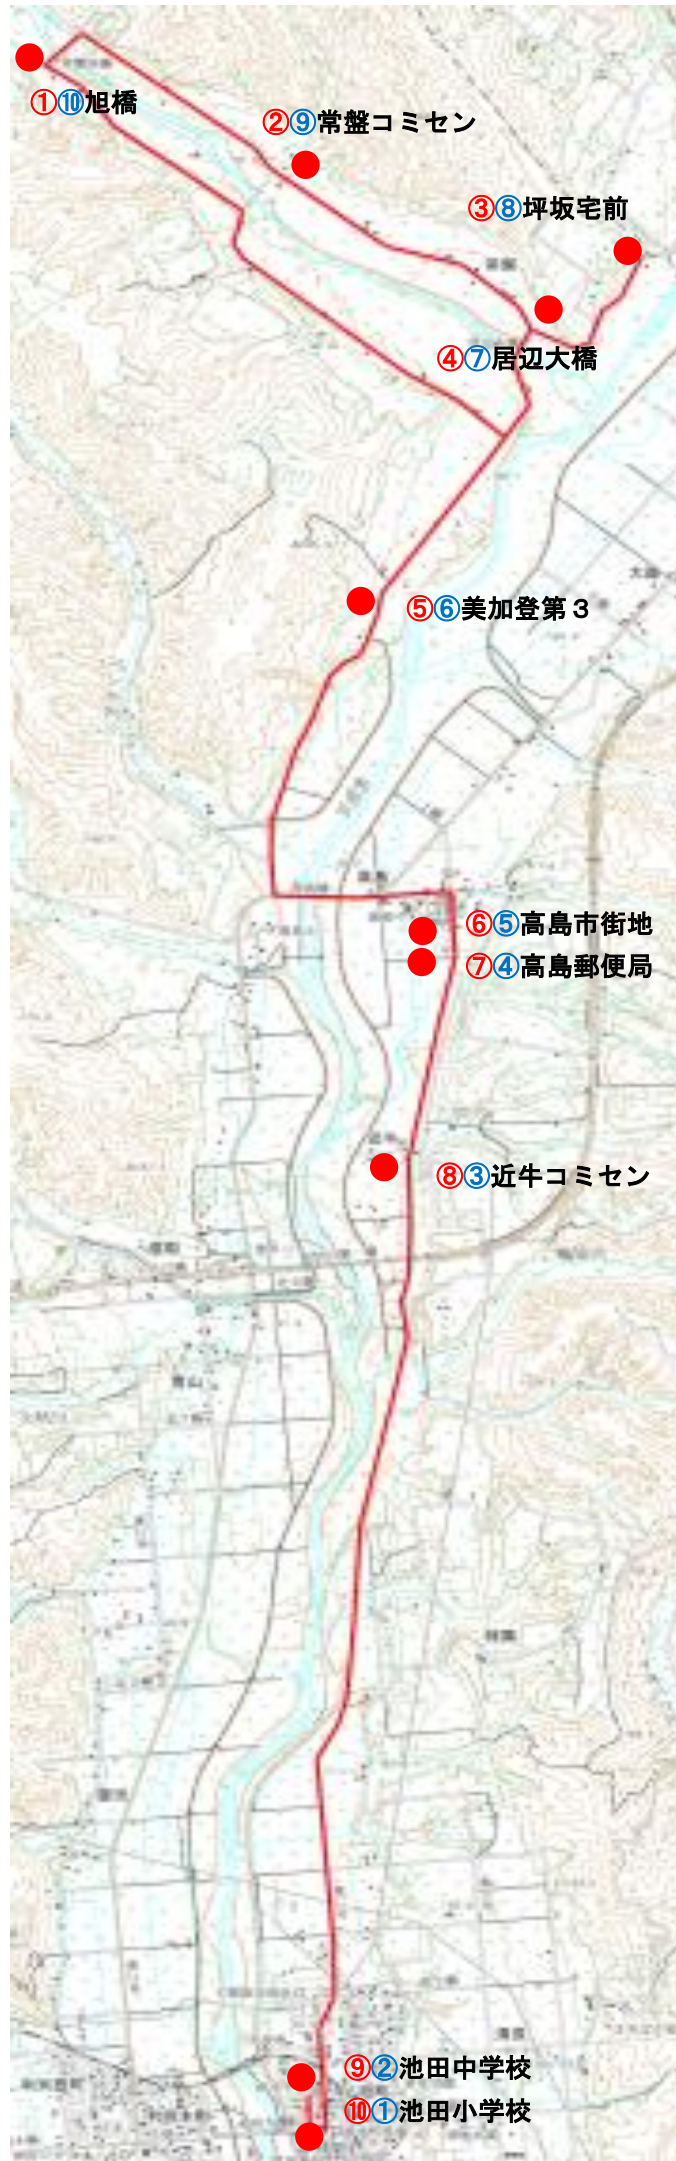 ①⑩旭橋
②⑨常盤コミセン
③⑧坪坂宅前
④⑦居辺大橋
⑤⑥美加登第３
⑥⑤高島市街地
⑦④高島郵便局
⑧③近牛コミセン
⑨②池田中学校
⑩①池田小学校